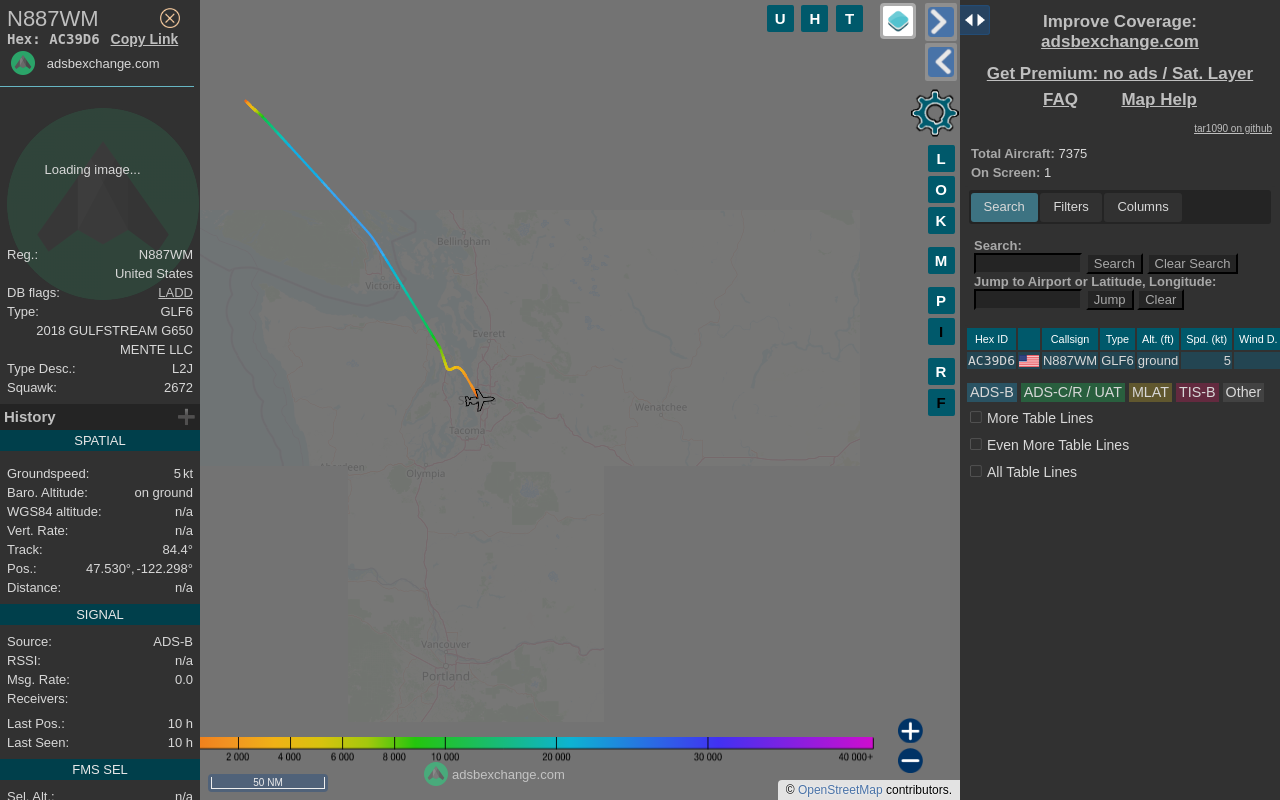 N887WM
Hex: AC39D6 Copy Link
adsbexchange.com
Loading image...
Reg.: N887WM
United States
DB flags: LADD
Type: GLF6
2018 GULFSTREAM G650
MENTE LLC
Type Desc.: L2J
Squawk: 2672
History
SPATIAL
Groundspeed: 5 kt
Baro. Altitude: on ground
WGS84 altitude: n/a
Vert. Rate: n/a
Track: 84.4°
Pos.: 47.530°, -122.298°
Distance: n/a
SIGNAL
Source: ADS-B
RSSI: n/a
Msg. Rate: 0.0
Receivers:
Last Pos.: 10 h
Last Seen: 10 h
FMS SEL
Sel. Alt.: n/a
U H T
L
O
K
M
P
I
R
F
Bellingham
Victoria
Everett
Wenatchee
Tacoma
Olympia
Vancouver
Portland
2 000 4 000 6 000 8 000 10 000 20 000 30 000 40 000+
adsbexchange.com
50 NM
© OpenStreetMap contributors.
Improve Coverage:
adsbexchange.com
Get Premium: no ads / Sat. Layer
FAQ Map Help
tar1090 on github
Total Aircraft: 7375
On Screen: 1
Search Filters Columns
Search:
Search Clear Search
Jump to Airport or Latitude, Longitude:
Jump Clear
Hex ID Callsign Type Alt. (ft) Spd. (kt) Wind D.
AC39D6 N887WM GLF6 ground 5
ADS-B ADS-C/R / UAT MLAT TIS-B Other
More Table Lines
Even More Table Lines
All Table Lines